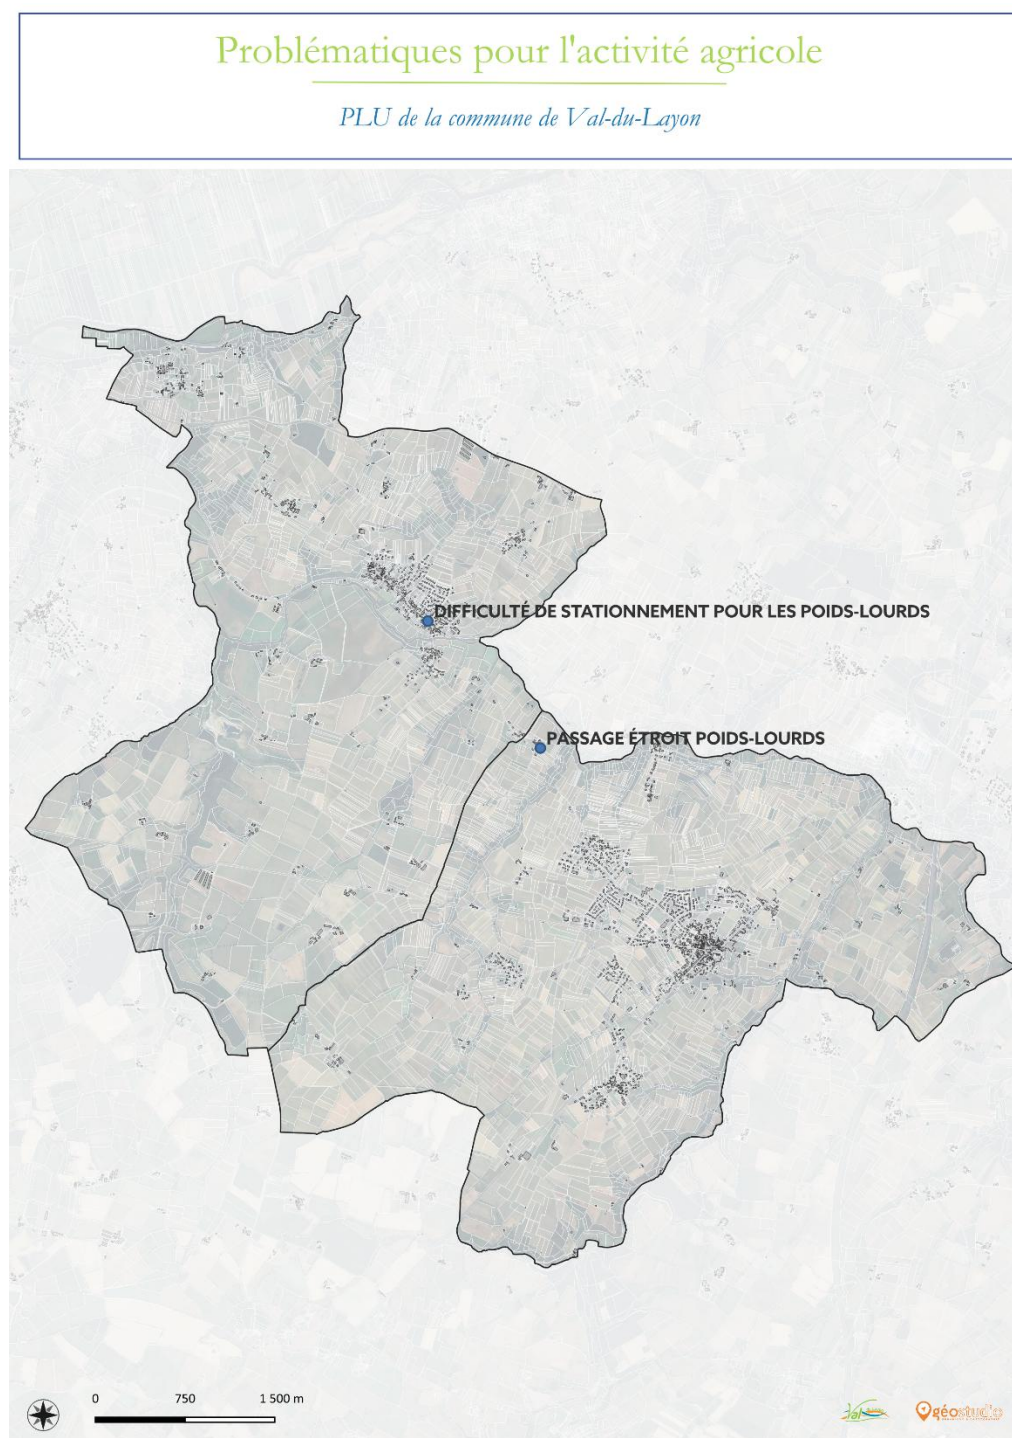 Problématiques pour l'activité agricole
PLU de la commune de Val-du-Layon
DIFFICULTÉ DE STATIONNEMENT POUR LES POIDS-LOURDS
PASSAGE ÉTROIT POIDS-LOURDS
0 750 1 500 m
géostudio